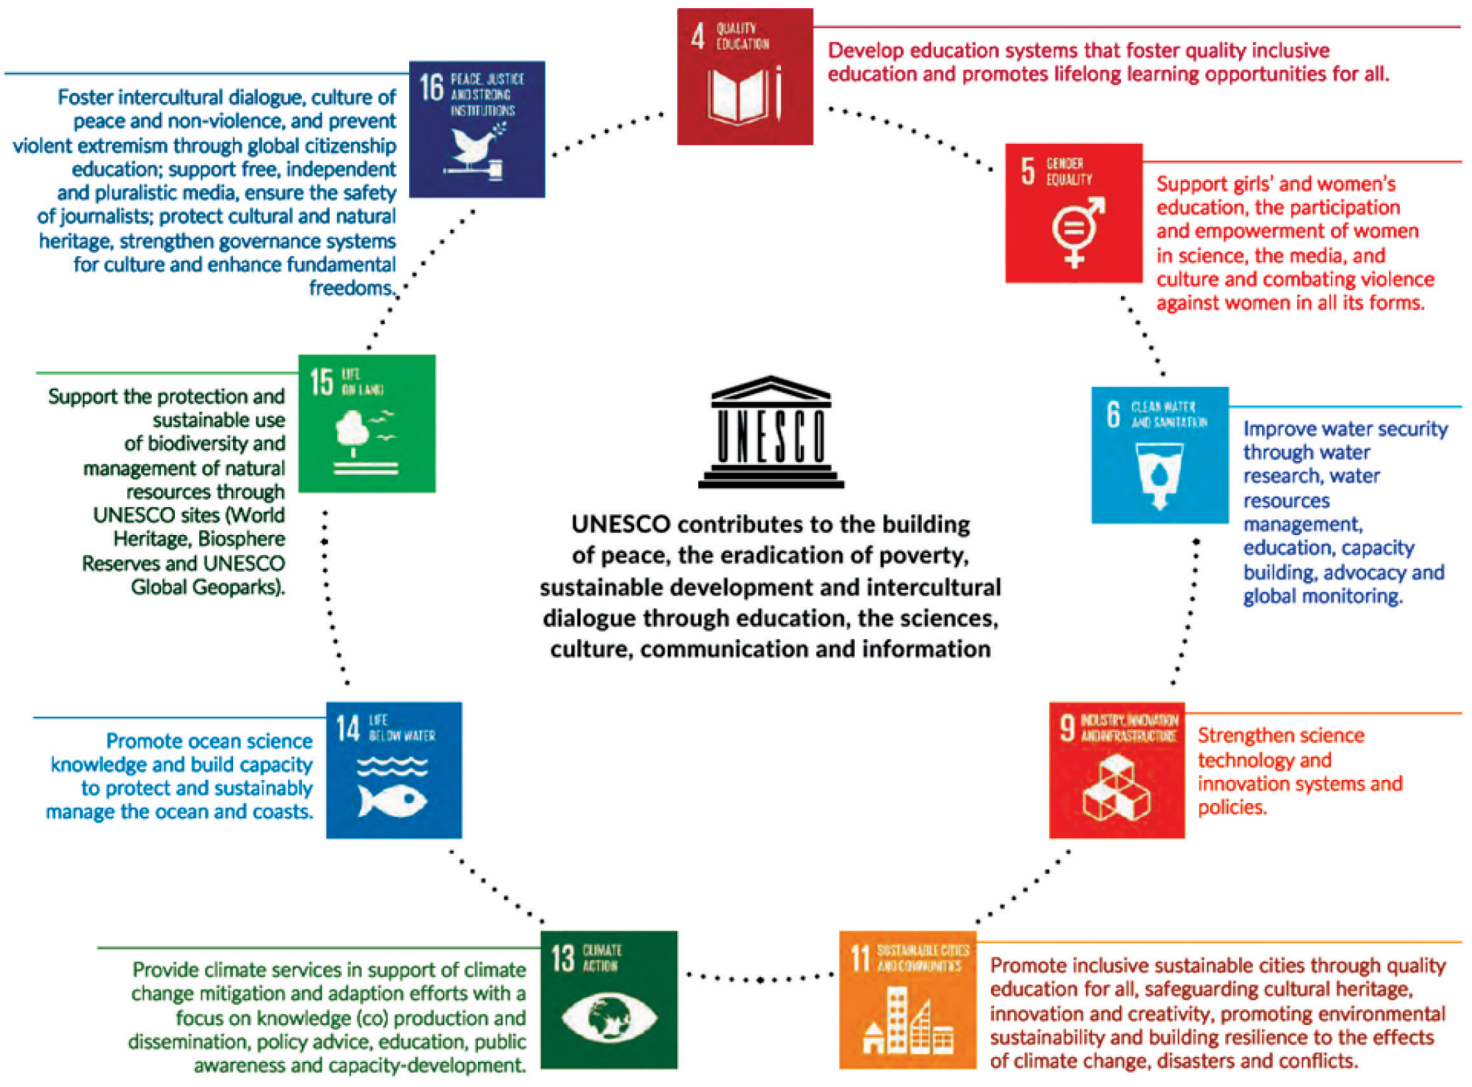 4 QUALITY
EDUCATION
Develop education systems that foster quality inclusive
education and promotes lifelong learning opportunities for all.
5 GENDER
EQUALITY
Support girls' and women's
education, the participation
and empowerment of women
in science, the media, and
culture and combating violence
against women in all its forms.
6 CLEAN WATER
AND SANITATION
Improve water security
through water
research, water
resources
management,
education, capacity
building, advocacy and
global monitoring.
9 INDUSTRY, INNOVATION
AND INFRASTRUCTURE
Strengthen science
technology and
innovation systems and
policies.
11 SUSTAINABLE CITIES
AND COMMUNITIES
Promote inclusive sustainable cities through quality
education for all, safeguarding cultural heritage,
innovation and creativity, promoting environmental
sustainability and building resilience to the effects
of climate change, disasters and conflicts.
13 CLIMATE
ACTION
Provide climate services in support of climate
change mitigation and adaption efforts with a
focus on knowledge (co) production and
dissemination, policy advice, education, public
awareness and capacity-development.
14 LIFE
BELOW WATER
Promote ocean science
knowledge and build capacity
to protect and sustainably
manage the ocean and coasts.
15 LIFE
ON LAND
Support the protection and
sustainable use
of biodiversity and
management of natural
resources through
UNESCO sites (World
Heritage, Biosphere
Reserves and UNESCO
Global Geoparks).
16 PEACE, JUSTICE
AND STRONG
INSTITUTIONS
Foster intercultural dialogue, culture of
peace and non-violence, and prevent
violent extremism through global citizenship
education; support free, independent
and pluralistic media, ensure the safety
of journalists; protect cultural and natural
heritage, strengthen governance systems
for culture and enhance fundamental
freedoms.
UNESCO
UNESCO contributes to the building
of peace, the eradication of poverty,
sustainable development and intercultural
dialogue through education, the sciences,
culture, communication and information